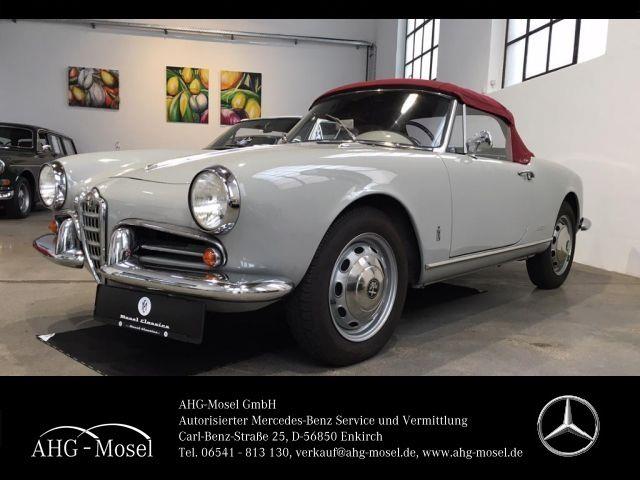 Mosel Classics
AHG - Mosel
AHG-Mosel GmbH
Autorisierter Mercedes-Benz Service und Vermittlung
Carl-Benz-Straße 25, D-56850 Enkirch
Tel. 06541 - 813 130, verkauf@ahg-mosel.de, www.ahg-mosel.de